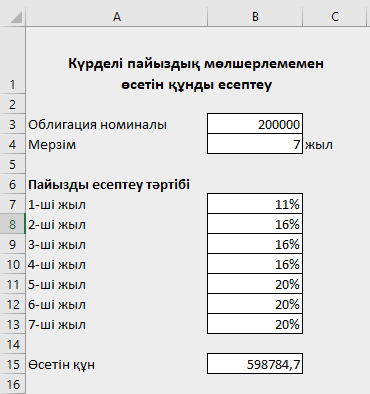 A B C
1 Күрделі пайыздық мөлшерлемемен
өсетін құнды есептеу
2
3 Облигация номиналы 200000
4 Мерзім 7 жыл
5
6 Пайызды есептеу тәртібі
7 1-ші жыл 11%
8 2-ші жыл 16%
9 3-ші жыл 16%
10 4-ші жыл 16%
11 5-ші жыл 20%
12 6-ші жыл 20%
13 7-ші жыл 20%
14
15 Өсетін құн 598784,7
16